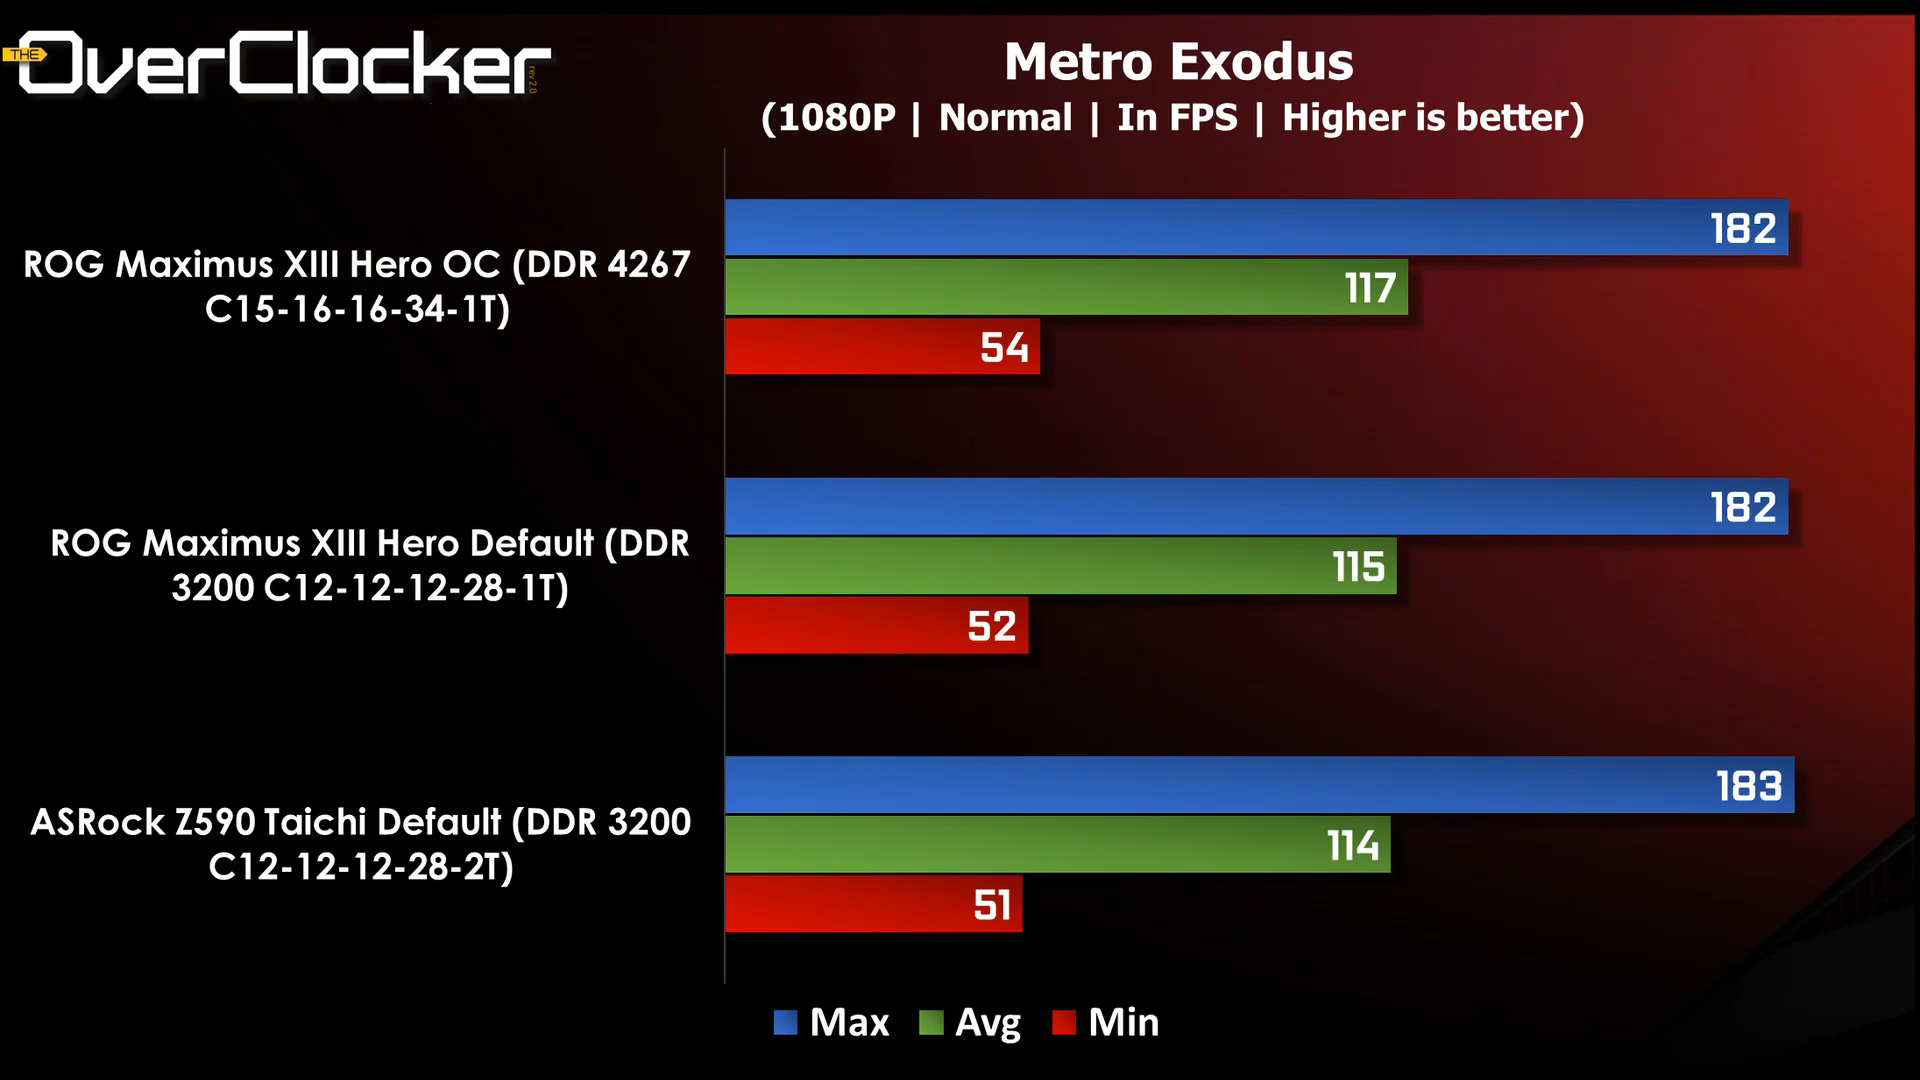 THE OverClocker rev 2.0
Metro Exodus
(1080P | Normal | In FPS | Higher is better)
ROG Maximus XIII Hero OC (DDR 4267
C15-16-16-34-1T)
182
117
54
ROG Maximus XIII Hero Default (DDR
3200 C12-12-12-28-1T)
182
115
52
ASRock Z590 Taichi Default (DDR 3200
C12-12-12-28-2T)
183
114
51
Max Avg Min